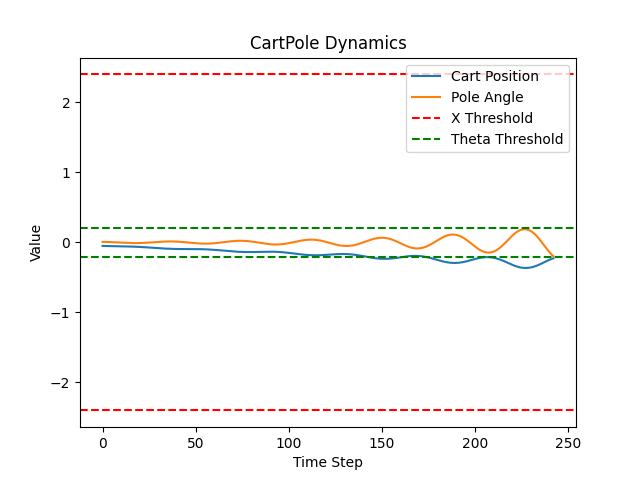 CartPole Dynamics
Cart Position
Pole Angle
X Threshold
Theta Threshold
Value
2
1
0
−1
−2
0
50
100
150
200
250
Time Step